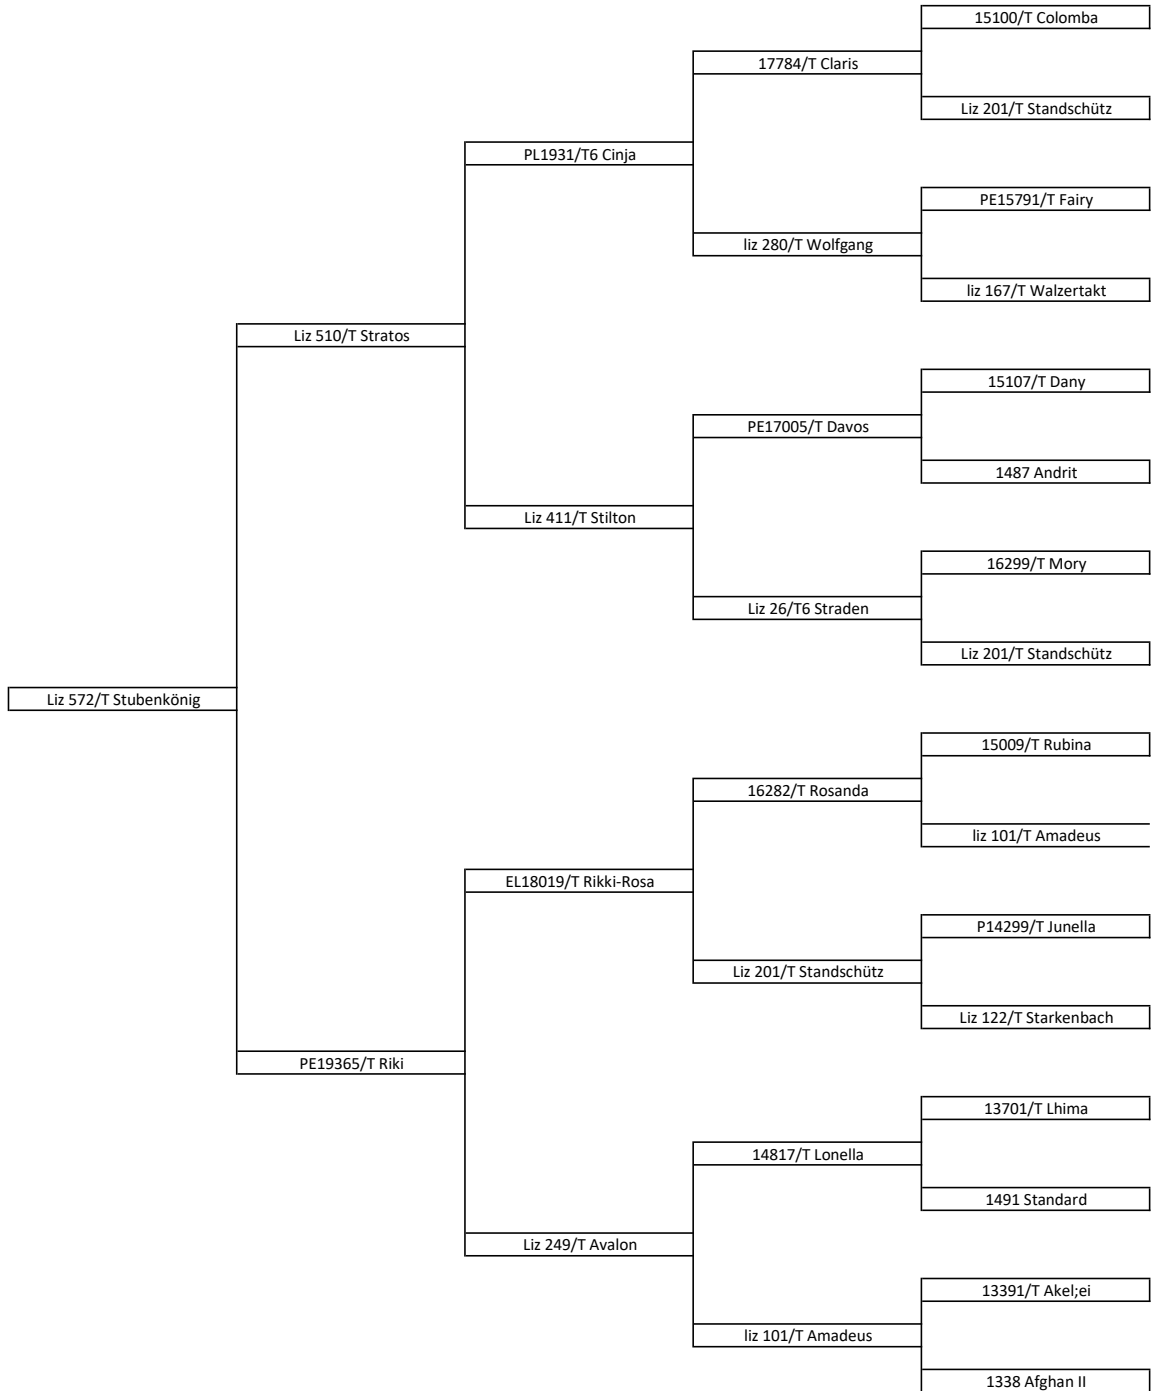 15100/T Colomba
17784/T Claris
Liz 201/T Standschütz
PL1931/T6 Cinja
PE15791/T Fairy
liz 280/T Wolfgang
liz 167/T Walzertakt
Liz 510/T Stratos
15107/T Dany
PE17005/T Davos
1487 Andrit
Liz 411/T Stilton
16299/T Mory
Liz 26/T6 Straden
Liz 201/T Standschütz
Liz 572/T Stubenkönig
15009/T Rubina
16282/T Rosanda
liz 101/T Amadeus
EL18019/T Rikki-Rosa
P14299/T Junella
Liz 201/T Standschütz
Liz 122/T Starkenbach
PE19365/T Riki
13701/T Lhima
14817/T Lonella
1491 Standard
Liz 249/T Avalon
13391/T Akel;ei
liz 101/T Amadeus
1338 Afghan II